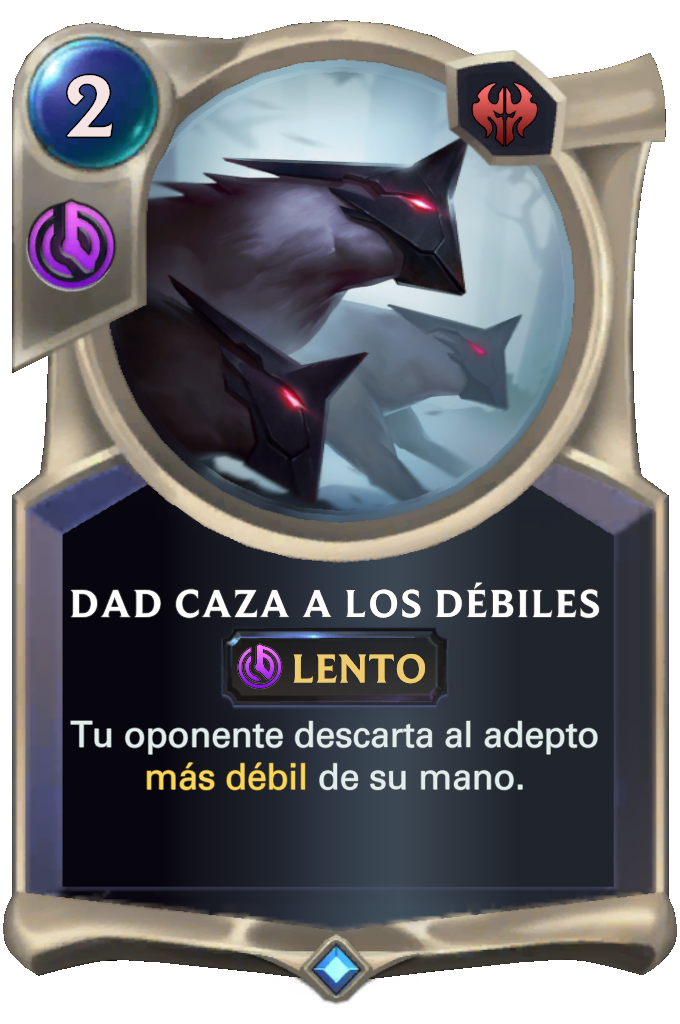 2
DAD CAZA A LOS DÉBILES
LENTO
Tu oponente descarta al adepto
más débil de su mano.